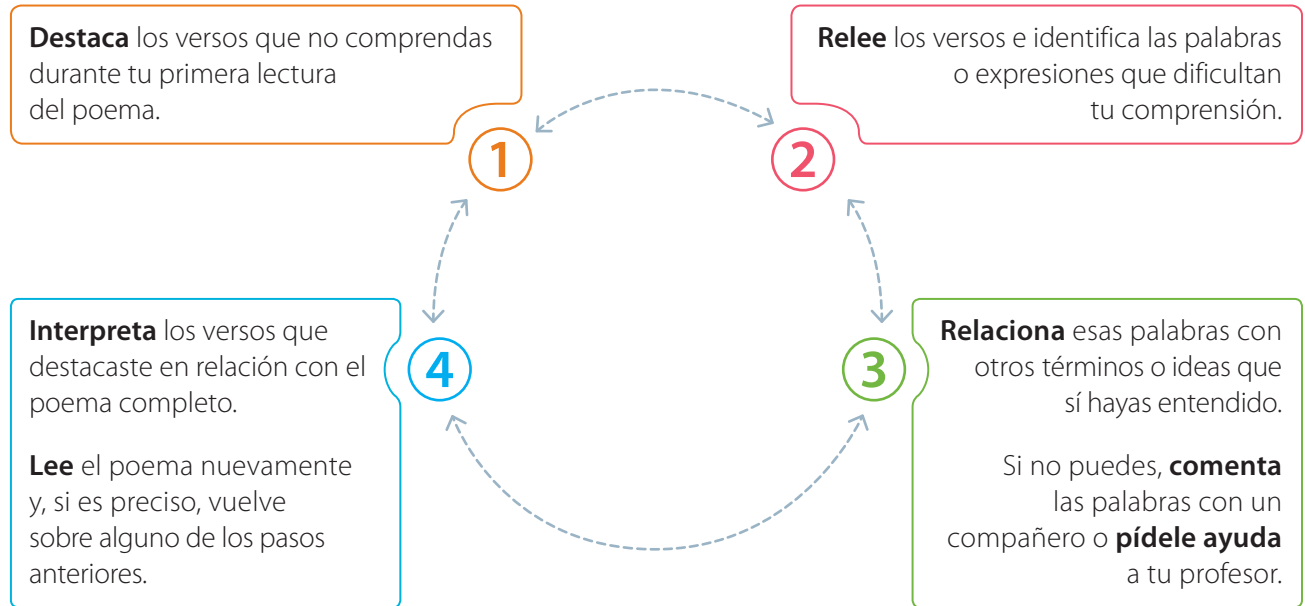 Destaca los versos que no comprendas
durante tu primera lectura
del poema.
1
Relee los versos e identifica las palabras
o expresiones que dificultan
tu comprensión.
2
Relaciona esas palabras con
otros términos o ideas que
sí hayas entendido.
Si no puedes, comenta
las palabras con un
compañero o pídele ayuda
a tu profesor.
3
Interpreta los versos que
destacaste en relación con el
poema completo.
Lee el poema nuevamente
y, si es preciso, vuelve
sobre alguno de los pasos
anteriores.
4